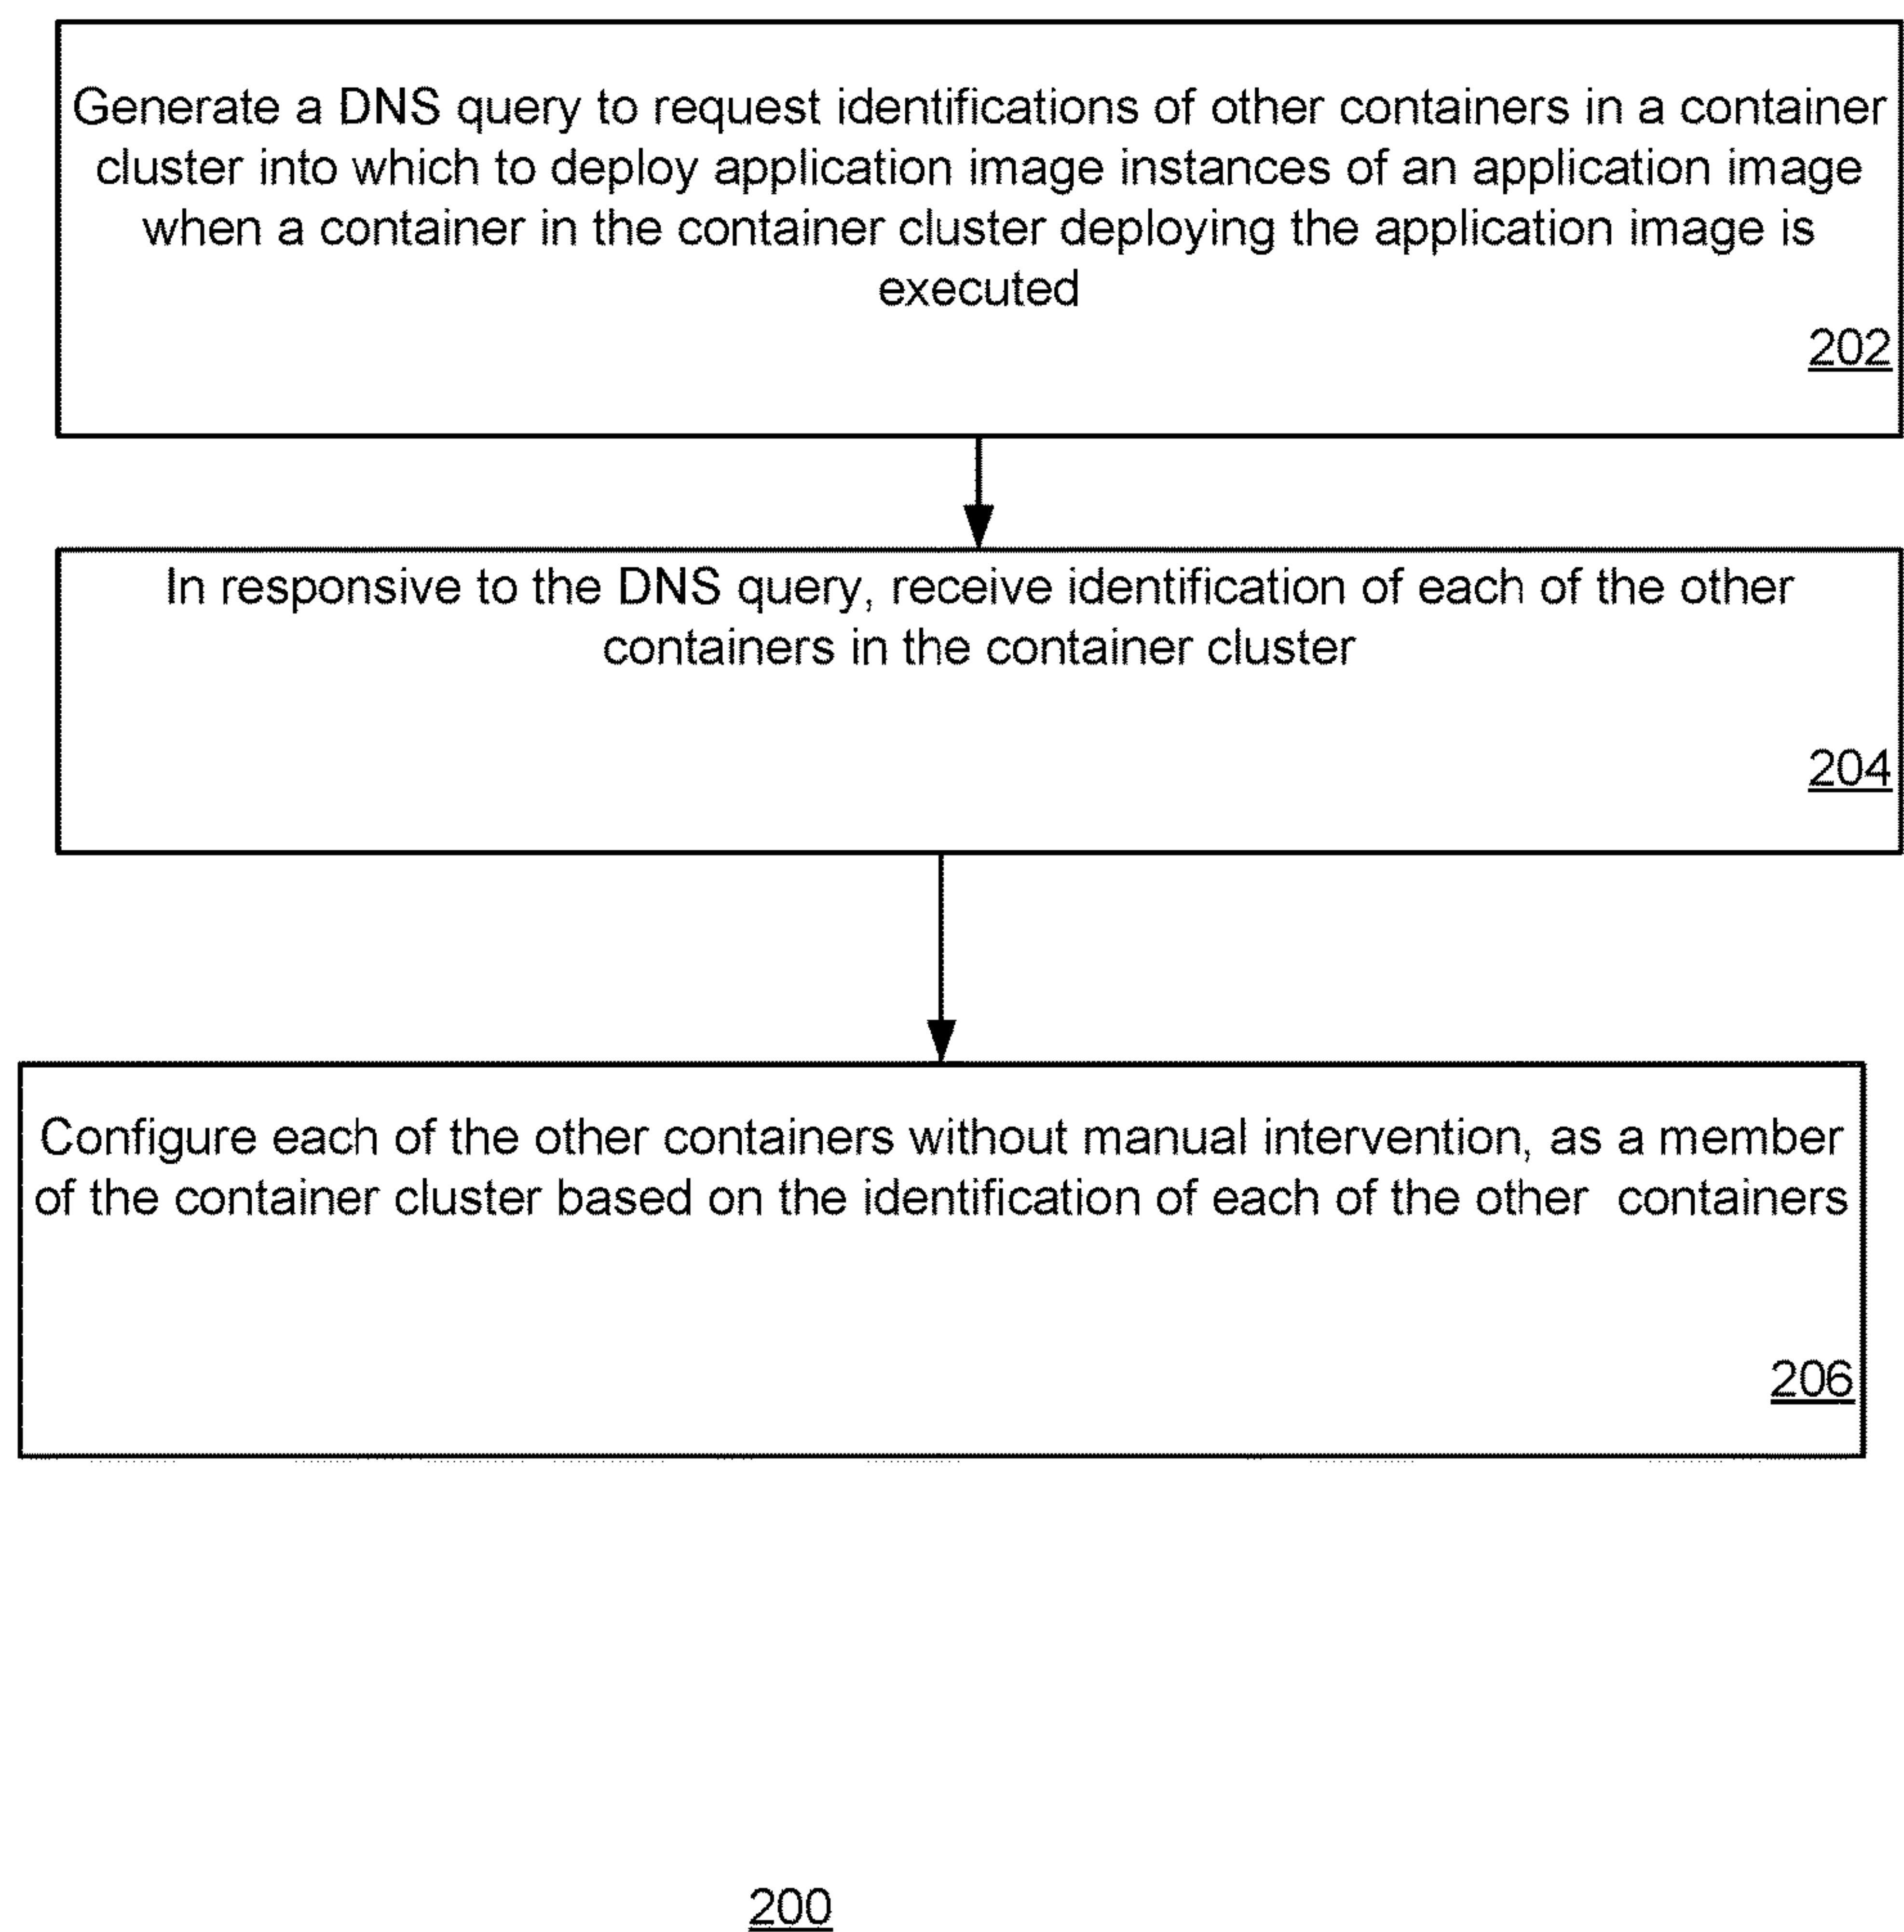 Generate a DNS query to request identifications of other containers in a container
cluster into which to deploy application image instances of an application image
when a container in the container cluster deploying the application image is
executed
202
In responsive to the DNS query, receive identification of each of the other
containers in the container cluster
204
Configure each of the other containers without manual intervention, as a member
of the container cluster based on the identification of each of the other containers
206
200